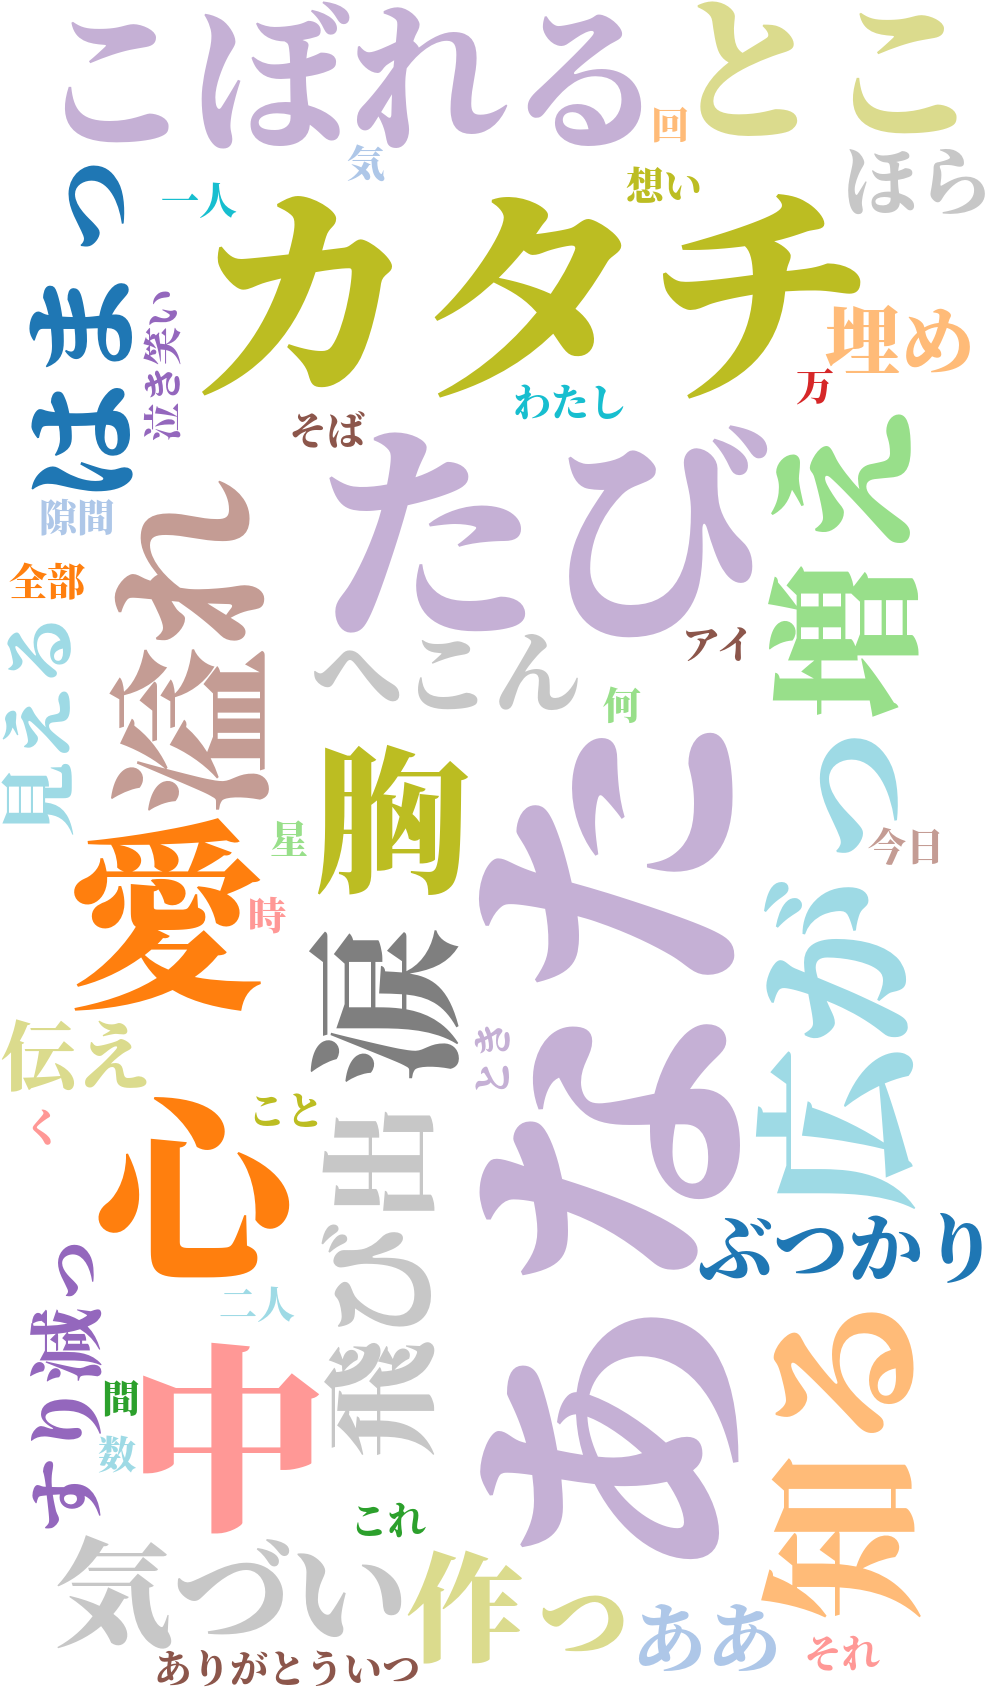 こぼれる
とこ
回
気
ほら
想い
一人
はまっ
カタチ
泣き笑い
埋め
万
わたし
そば
たび
増え
溢れ
隙間
全部
見える
アイ
へこん
何
胸
あなた
広がっ
星
今日
愛
時
涙
伝え
まで
く
こと
心
飛び出
ぶつかり
すり減っ
二人
知る
中
間
数
これ
気づい
作っ
ああ
それ
ありがとう
いつ